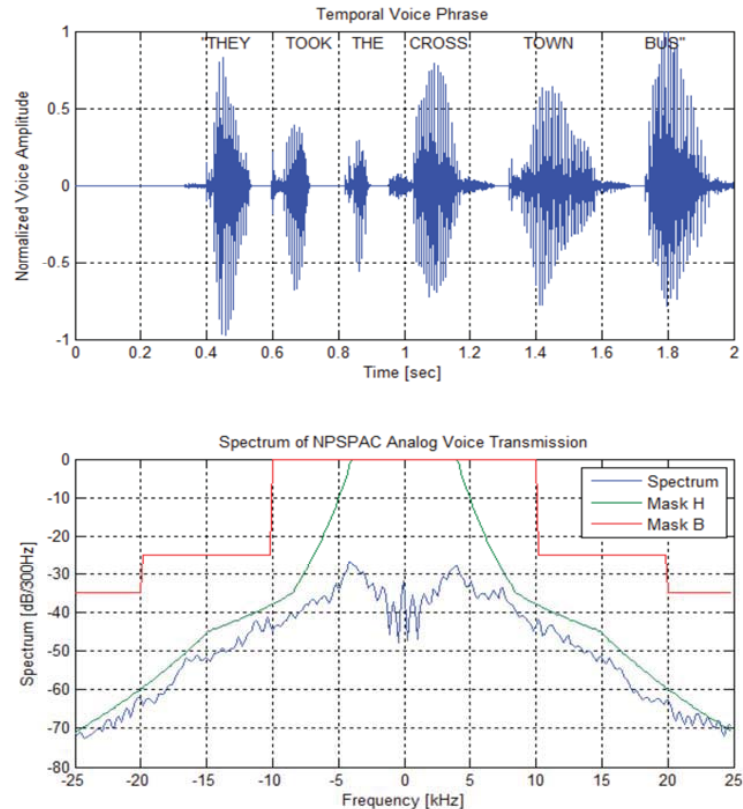 Temporal Voice Phrase
"THEY TOOK THE CROSS TOWN BUS"
1
0.5
0
-0.5
-1
Normalized Voice Amplitude
0 0.2 0.4 0.6 0.8 1 1.2 1.4 1.6 1.8 2
Time [sec]
Spectrum of NPSPAC Analog Voice Transmission
0
-10
-20
-30
-40
-50
-60
-70
-80
Spectrum [dB/300Hz]
Spectrum
Mask H
Mask B
-25 -20 -15 -10 -5 0 5 10 15 20 25
Frequency [kHz]